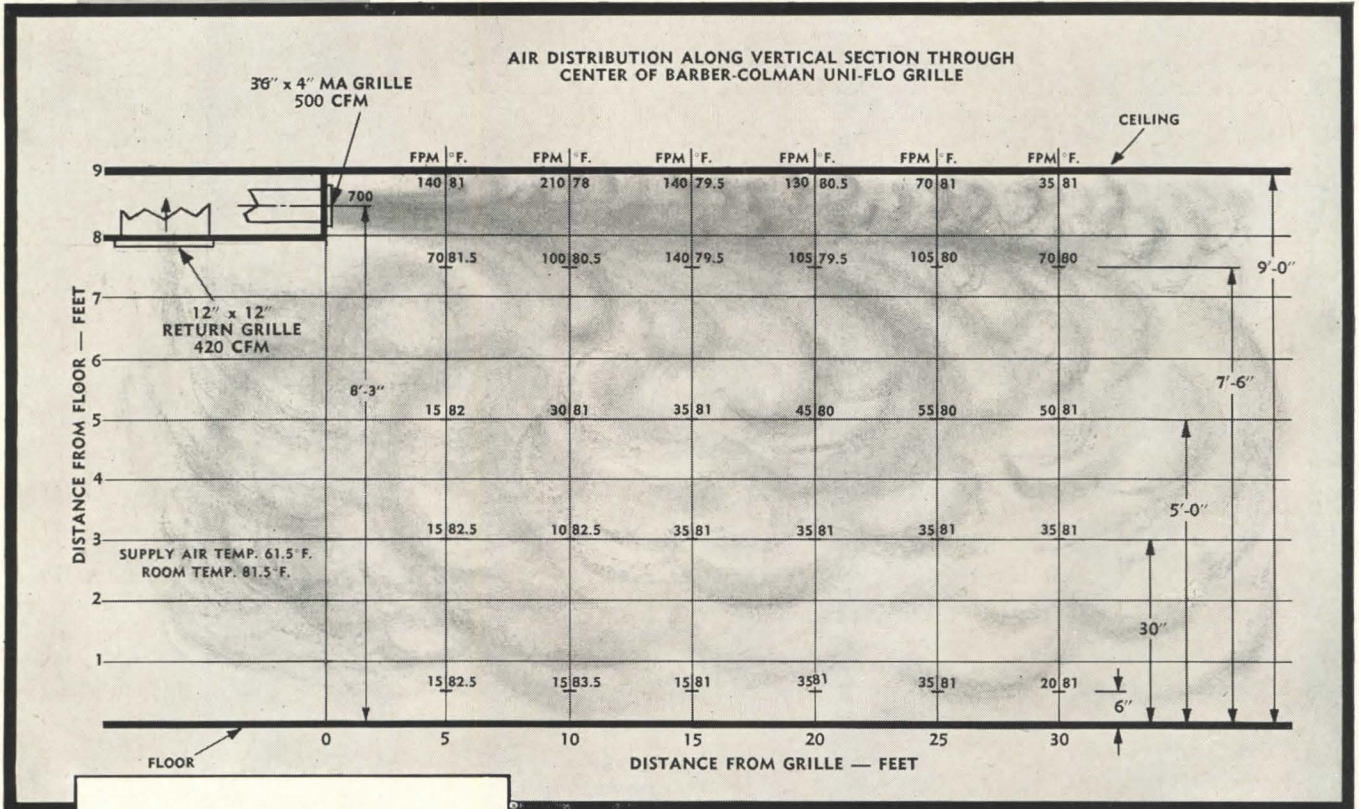 AIR DISTRIBUTION ALONG VERTICAL SECTION THROUGH
CENTER OF BARBER-COLMAN UNI-FLO GRILLE
36" x 4" MA GRILLE
500 CFM
CEILING
FPM °F. FPM °F. FPM °F. FPM °F. FPM °F. FPM °F.
9
140 81 210 78 140 79.5 130 80.5 70 81 35 81
700
8
70 81.5 100 80.5 140 79.5 105 79.5 105 80 70 80
9'-0"
7
12" x 12"
RETURN GRILLE
420 CFM
6
8'-3"
7'-6"
15 82 30 81 35 81 45 80 55 80 50 81
5
4
5'-0"
15 82.5 10 82.5 35 81 35 81 35 81 35 81
3
SUPPLY AIR TEMP. 61.5°F.
ROOM TEMP. 81.5°F.
2
30"
1
15 82.5 15 83.5 15 81 35 81 35 81 20 81
6"
DISTANCE FROM FLOOR — FEET
0 5 10 15 20 25 30
FLOOR
DISTANCE FROM GRILLE — FEET